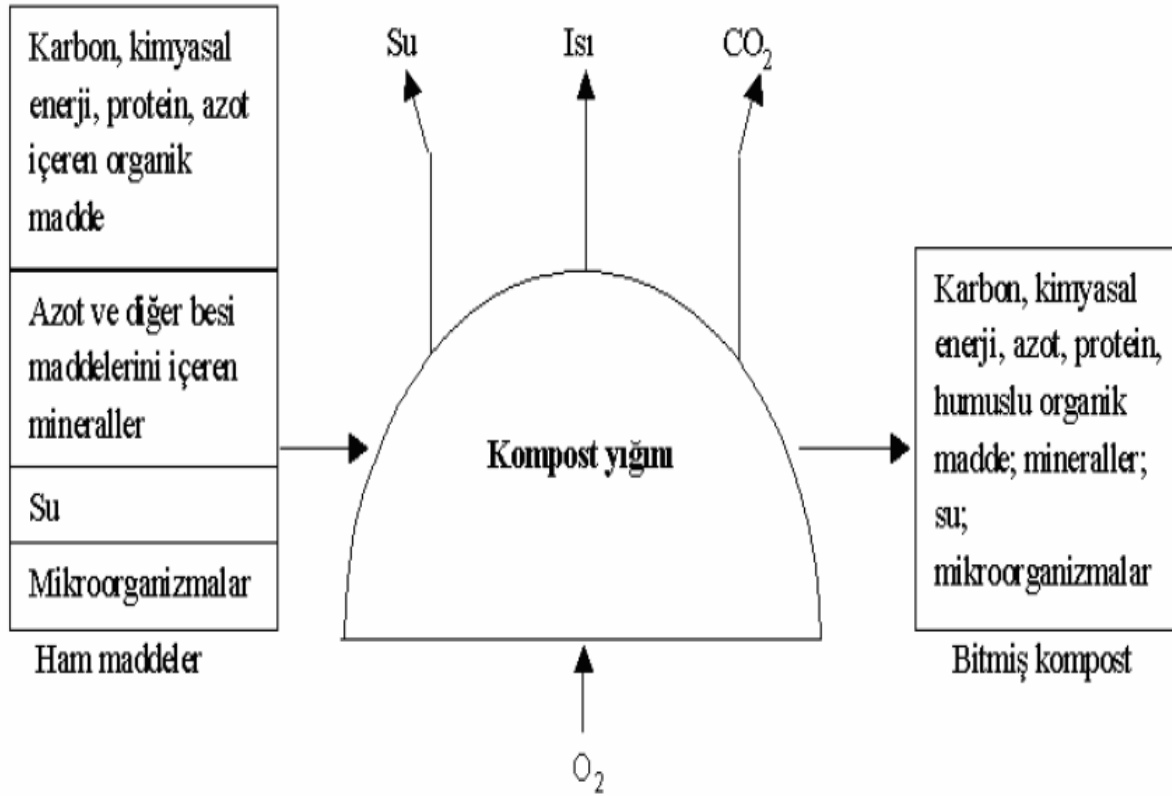 Karbon, kimyasal
enerji, protein, azot
içeren organik
madde
Azot ve diğer besi
maddelerini içeren
mineraller
Su
Mikroorganizmalar
Ham maddeler
Su
Isı
CO₂
Kompost yığını
O₂
Karbon, kimyasal
enerji, azot, protein,
humuslu organik
madde; mineraller;
su;
mikroorganizmalar
Bitmiş kompost